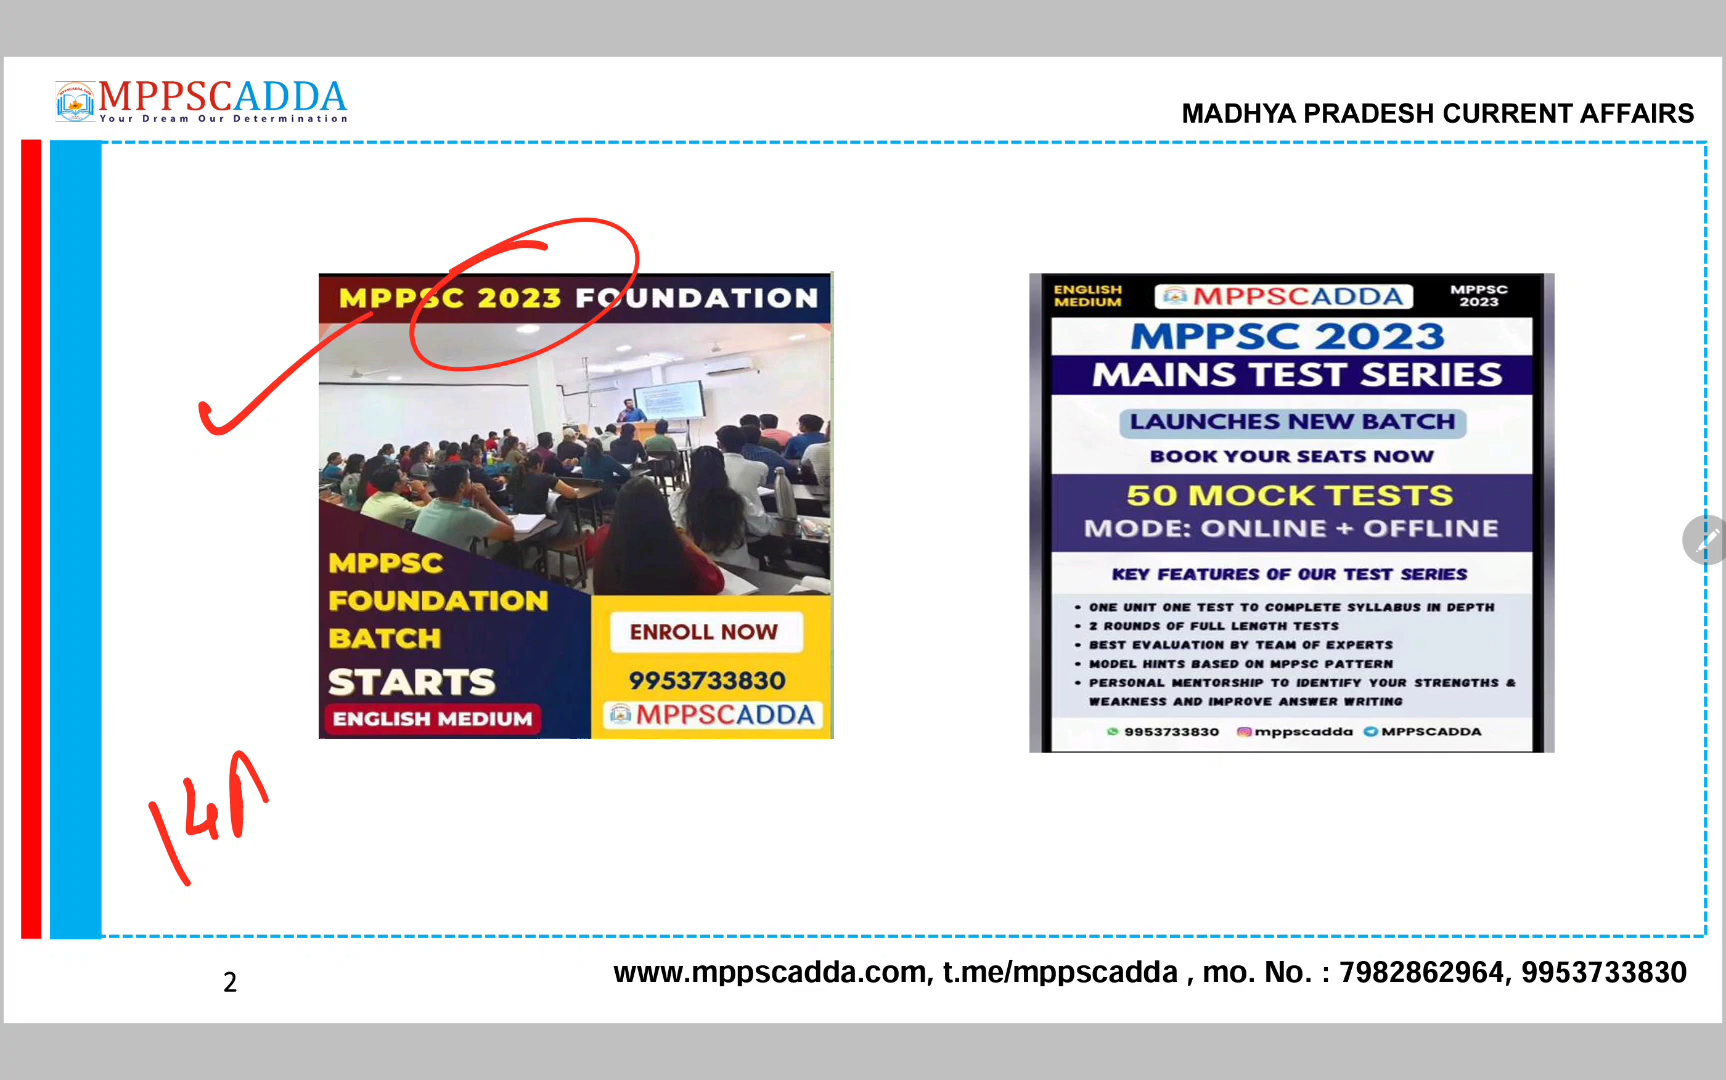 MPPSCADDA
Your Dream Our Determination
MADHYA PRADESH CURRENT AFFAIRS
MPPSC 2023 FOUNDATION
MPPSC
FOUNDATION
BATCH
STARTS
ENGLISH MEDIUM
ENROLL NOW
9953733830
MPPSCADDA
ENGLISH
MEDIUM
MPPSCADDA
MPPSC
2023
MPPSC 2023
MAINS TEST SERIES
LAUNCHES NEW BATCH
BOOK YOUR SEATS NOW
50 MOCK TESTS
MODE: ONLINE + OFFLINE
KEY FEATURES OF OUR TEST SERIES
• ONE UNIT ONE TEST TO COMPLETE SYLLABUS IN DEPTH
• 2 ROUNDS OF FULL LENGTH TESTS
• BEST EVALUATION BY TEAM OF EXPERTS
• MODEL HINTS BASED ON MPPSC PATTERN
• PERSONAL MENTORSHIP TO IDENTIFY YOUR STRENGTHS &
WEAKNESS AND IMPROVE ANSWER WRITING
9953733830 mppscadda MPPSCADDA
2
www.mppscadda.com, t.me/mppscadda , mo. No. : 7982862964, 9953733830